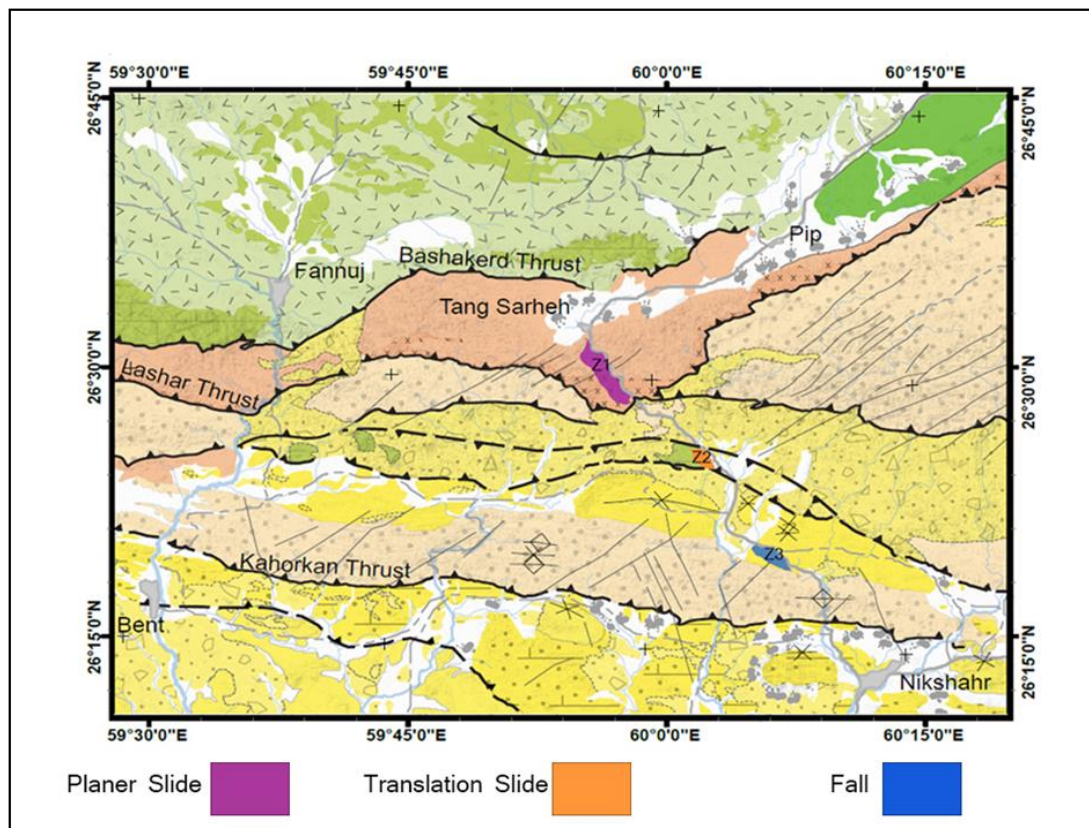 59°30'0"E 59°45'0"E 60°0'0"E 60°15'0"E
26°45'0"N
26°45'0"N
Pip
Fannuj
Bashakerd Thrust
Tang Sarheh
Z1
26°30'0"N
26°30'0"N
Lashar Thrust
Z2
Z3
Kahorkan Thrust
Bent
26°15'0"N
26°15'0"N
Nikshahr
59°30'0"E 59°45'0"E 60°0'0"E 60°15'0"E
Planer Slide Translation Slide Fall